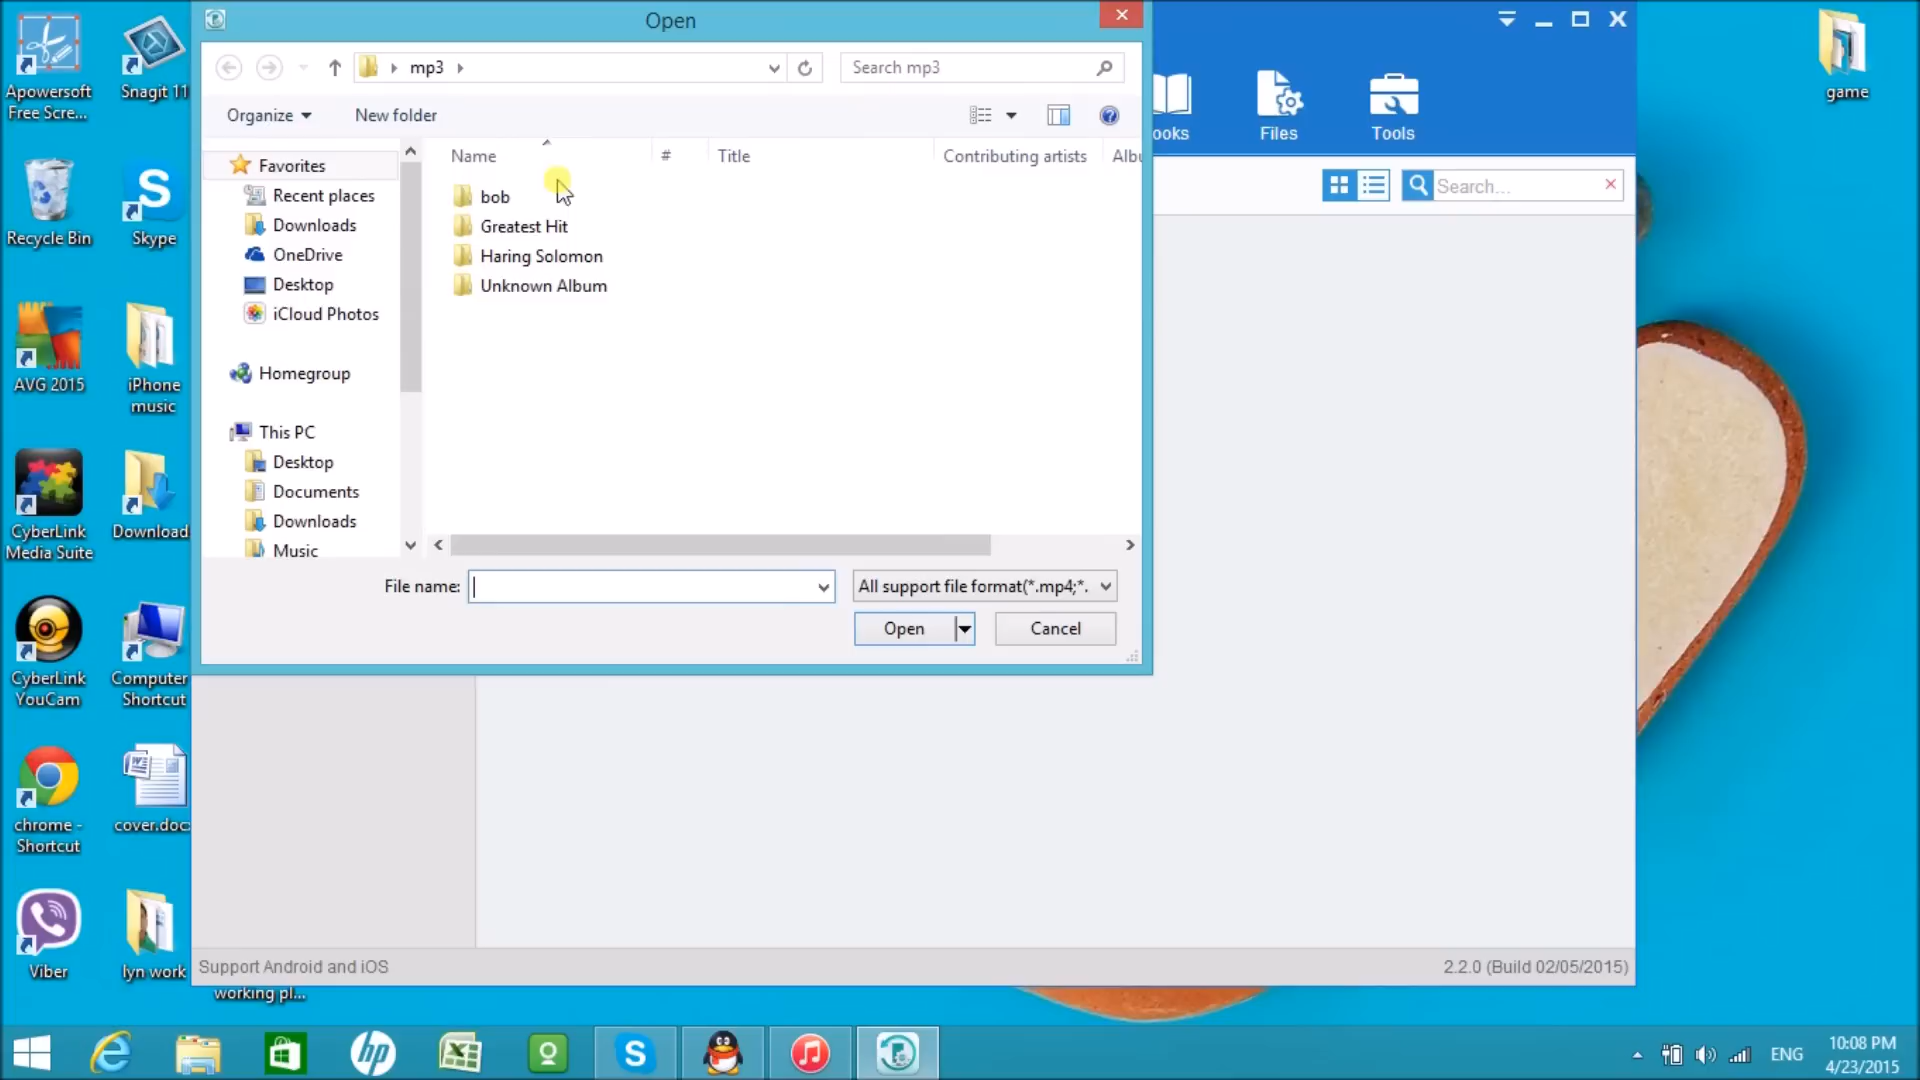 Open
mp3
Search mp3
Organize
New folder
Name
#
Title
Contributing artists
Albu
Favorites
Recent places
Downloads
OneDrive
Desktop
iCloud Photos
Homegroup
This PC
Desktop
Documents
Downloads
Music
bob
Greatest Hit
Haring Solomon
Unknown Album
File name:
All support file format(*.mp4;*.
Open
Cancel
ooks
Files
Tools
Search...
Support Android and iOS
2.2.0 (Build 02/05/2015)
Apowersoft
Free Scre...
Snagit 11
Recycle Bin
Skype
AVG 2015
iPhone
music
CyberLink
Media Suite
Download
CyberLink
YouCam
Computer
Shortcut
chrome -
Shortcut
cover.doc
Viber
lyn work
working pl...
game
ENG
10:08 PM
4/23/2015